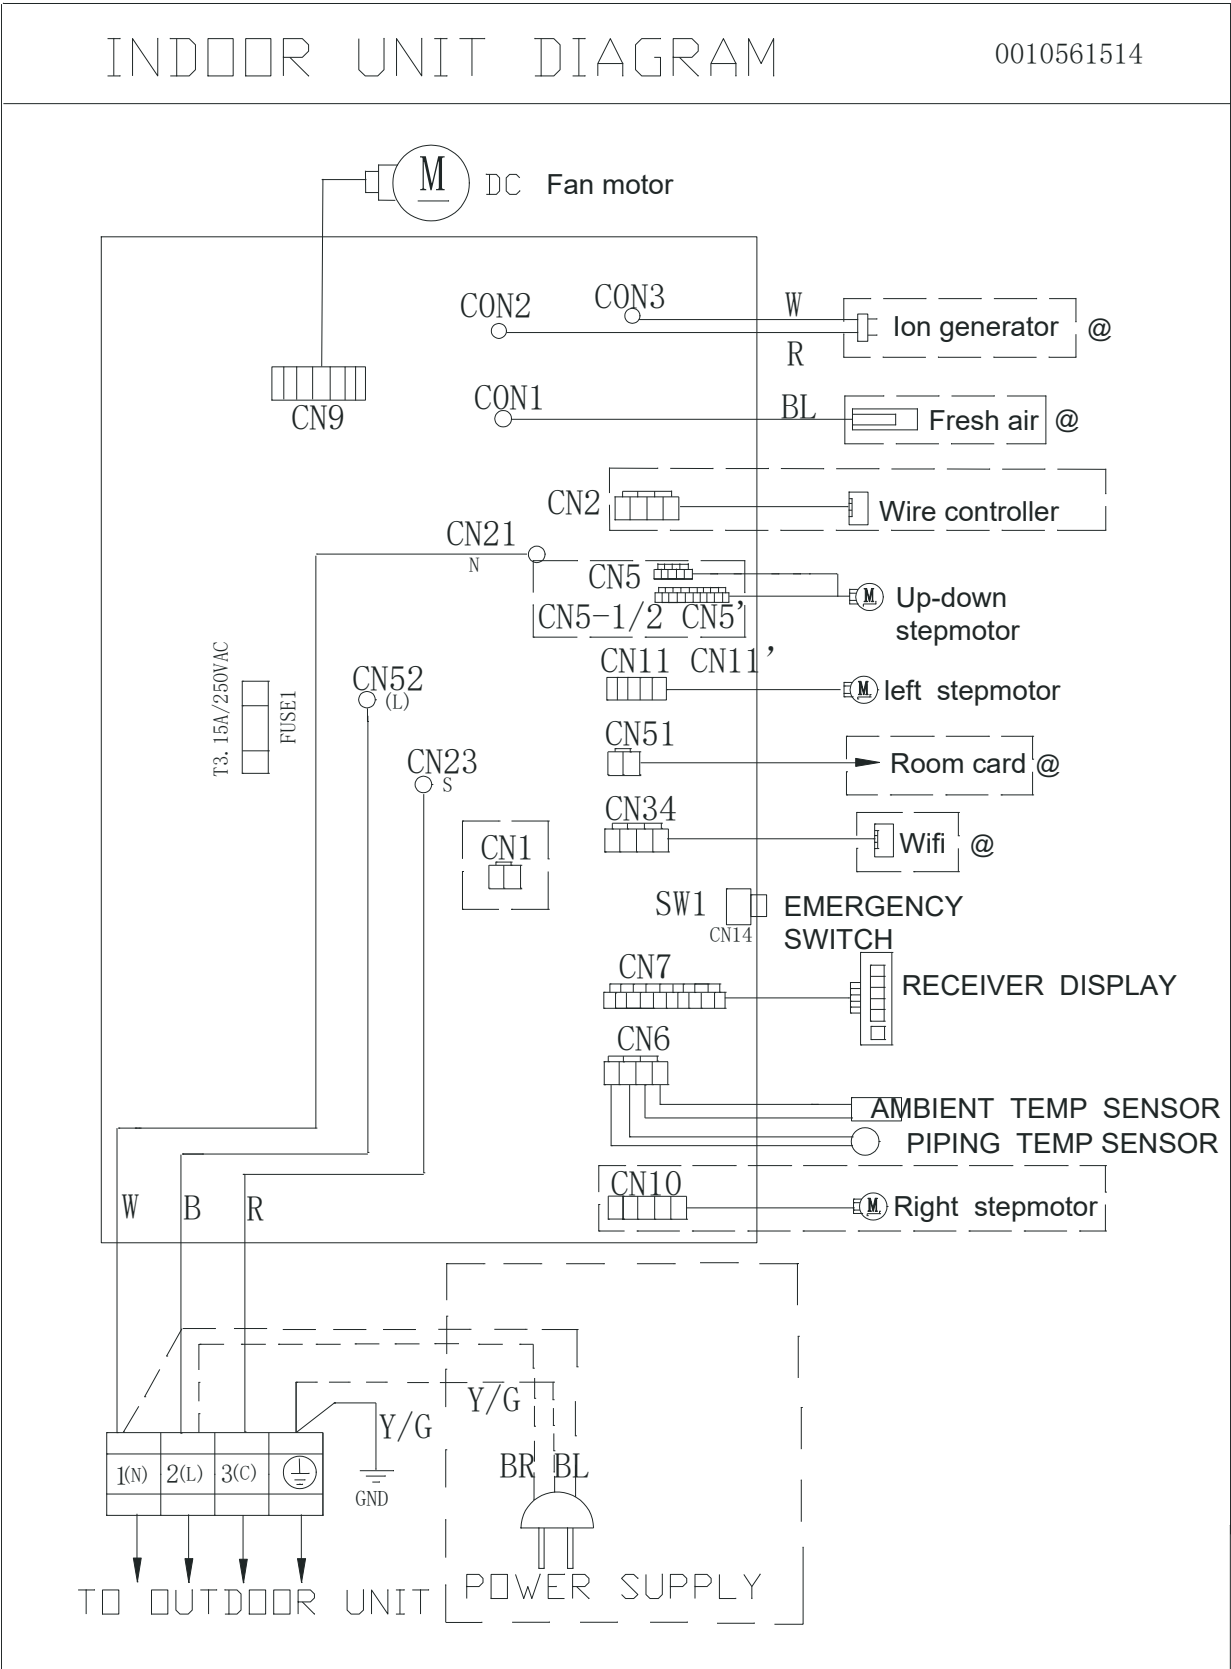 INDOOR UNIT DIAGRAM 0010561514
M DC Fan motor
CON2 CON3 W Ion generator @
R
CN9
CON1 BL Fresh air @
CN2 Wire controller
CN21
N
CN5
CN5-1/2 CN5'
M Up-down
stepmotor
CN11 CN11'
M left stepmotor
T3.15A/250VAC
FUSE1
CN52
(L)
CN51
Room card @
CN23
S
CN34
Wifi @
CN1
SW1 EMERGENCY
CN14 SWITCH
CN7
RECEIVER DISPLAY
CN6
AMBIENT TEMP SENSOR
PIPING TEMP SENSOR
CN10
M Right stepmotor
W B R
Y/G Y/G
BR BL
1(N) 2(L) 3(C)
GND
TO OUTDOOR UNIT
POWER SUPPLY